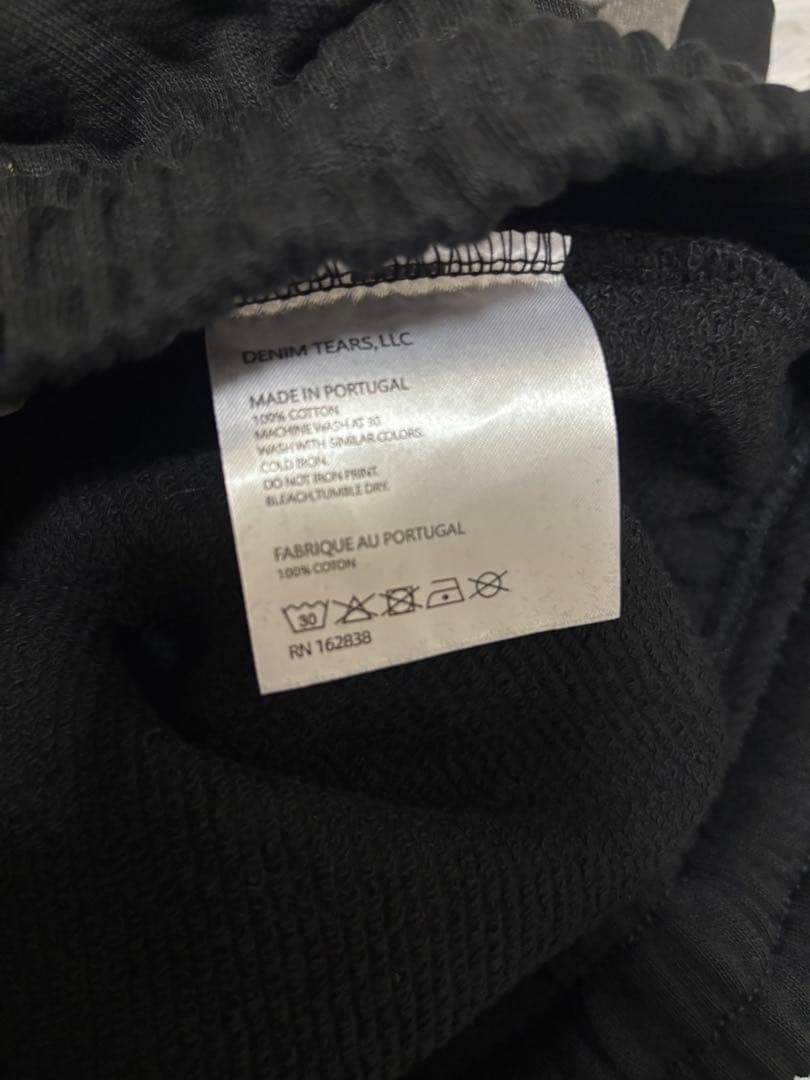 DENIM TEARS, LLC
MADE IN PORTUGAL
100% COTTON
MACHINE WASH AT 30
WASH WITH SIMILAR COLORS.
COLD IRON.
DO NOT IRON PRINT.
BLEACH,TUMBLE DRY.
FABRIQUE AU PORTUGAL
100% COTON
30
RN 162838